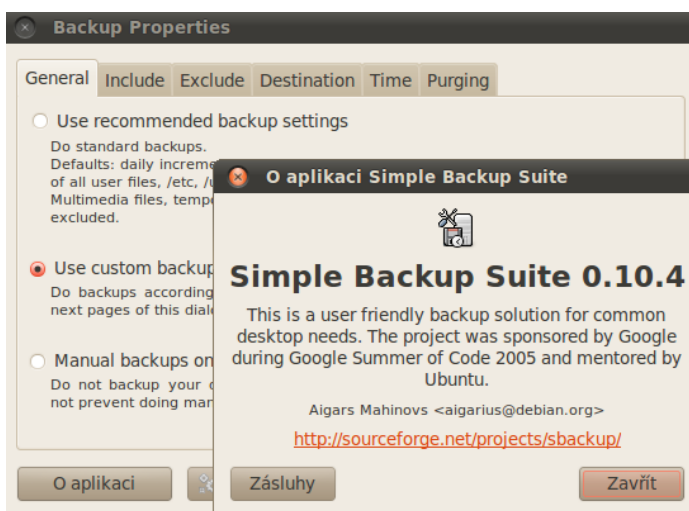 Backup Properties
General Include Exclude Destination Time Purging
Use recommended backup settings
Do standard backups.
Defaults: daily increme
of all user files, /etc, /u
Multimedia files, tempo
excluded.
Use custom backup
Do backups according
next pages of this dial
Manual backups on
Do not backup your
not prevent doing man
O aplikaci
O aplikaci Simple Backup Suite
Simple Backup Suite 0.10.4
This is a user friendly backup solution for common
desktop needs. The project was sponsored by Google
during Google Summer of Code 2005 and mentored by
Ubuntu.
Aigars Mahinovs <aigarius@debian.org>
http://sourceforge.net/projects/sbackup/
Zásluhy
Zavřít